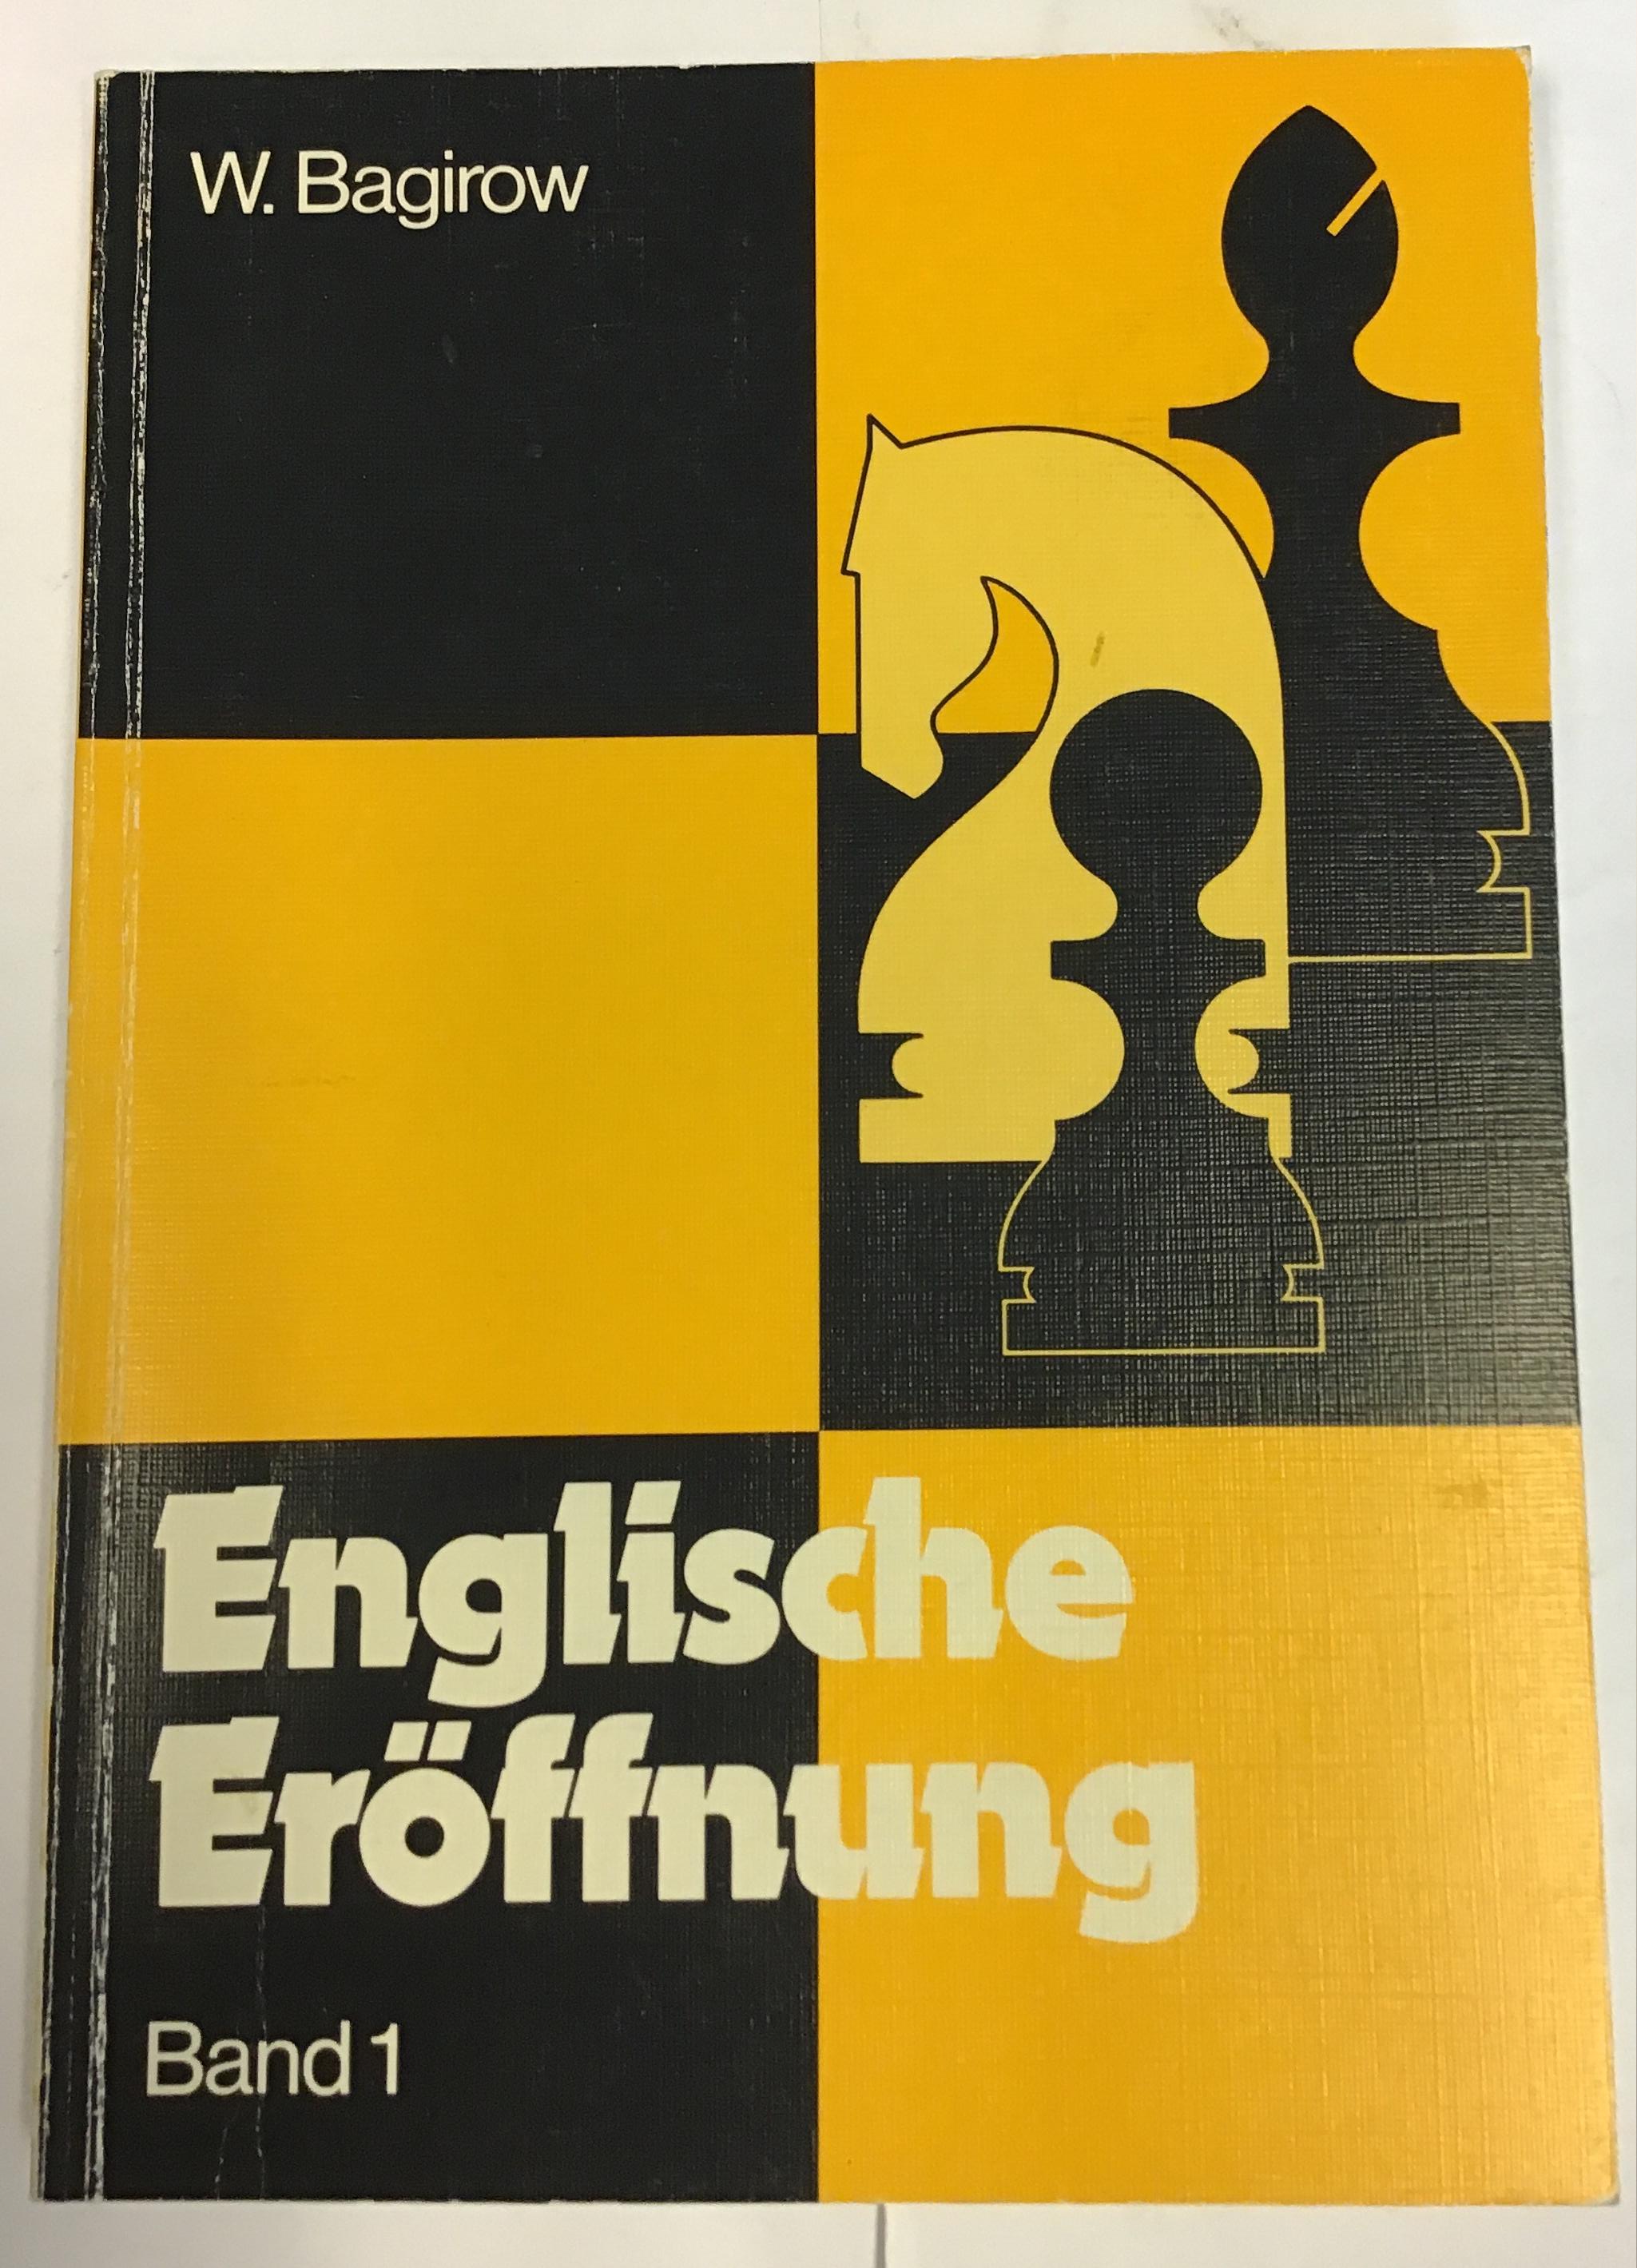 W. Bagirow
Englische
Eröffnung
Band 1